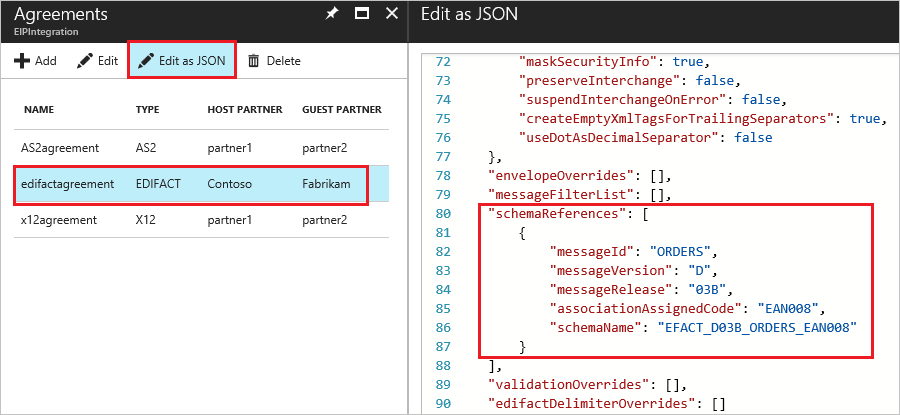 Agreements
EIPIntegration
Add Edit Edit as JSON Delete
NAME TYPE HOST PARTNER GUEST PARTNER
AS2agreement AS2 partner1 partner2
edifactagreement EDIFACT Contoso Fabrikam
x12agreement X12 partner1 partner2
Edit as JSON
72 "maskSecurityInfo": true,
73 "preserveInterchange": false,
74 "suspendInterchangeOnError": false,
75 "createEmptyXmlTagsForTrailingSeparators": true,
76 "useDotAsDecimalSeparator": false
77 },
78 "envelopeOverrides": [],
79 "messageFilterList": [],
80 "schemaReferences": [
81 {
82 "messageId": "ORDERS",
83 "messageVersion": "D",
84 "messageRelease": "03B",
85 "associationAssignedCode": "EAN008",
86 "schemaName": "EFACT_D03B_ORDERS_EAN008"
87 }
88 ],
89 "validationOverrides": [],
90 "edifactDelimiterOverrides": []